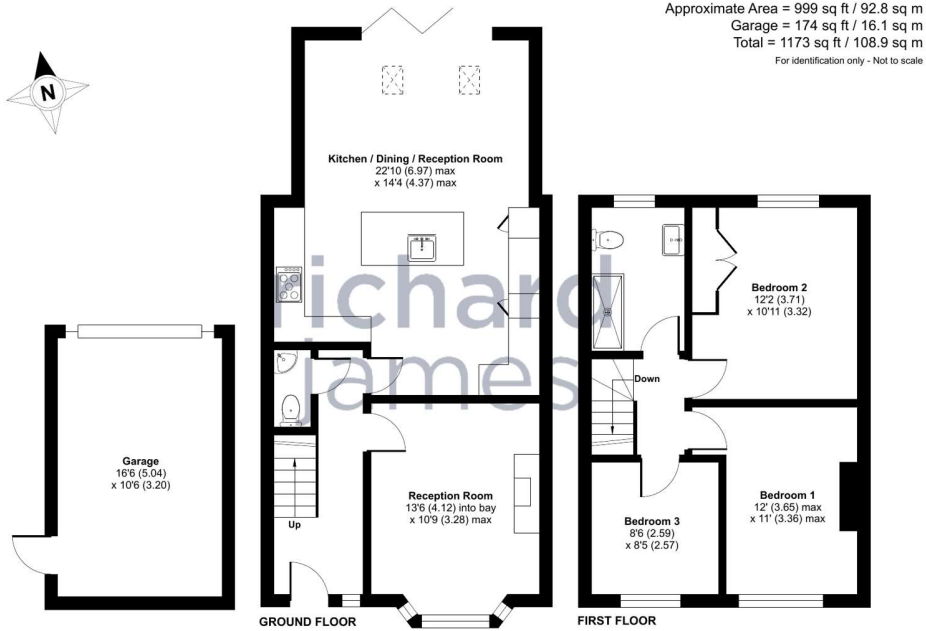 Approximate Area = 999 sq ft / 92.8 sq m
Garage = 174 sq ft / 16.1 sq m
Total = 1173 sq ft / 108.9 sq m
For identification only - Not to scale
N
Kitchen / Dining / Reception Room
22'10 (6.97) max
x 14'4 (4.37) max
richard
james
Garage
16'6 (5.04)
x 10'6 (3.20)
Up
Reception Room
13'6 (4.12) into bay
x 10'9 (3.28) max
GROUND FLOOR
Bedroom 2
12'2 (3.71)
x 10'11 (3.32)
Down
Bedroom 3
8'6 (2.59)
x 8'5 (2.57)
Bedroom 1
12' (3.65) max
x 11' (3.36) max
FIRST FLOOR